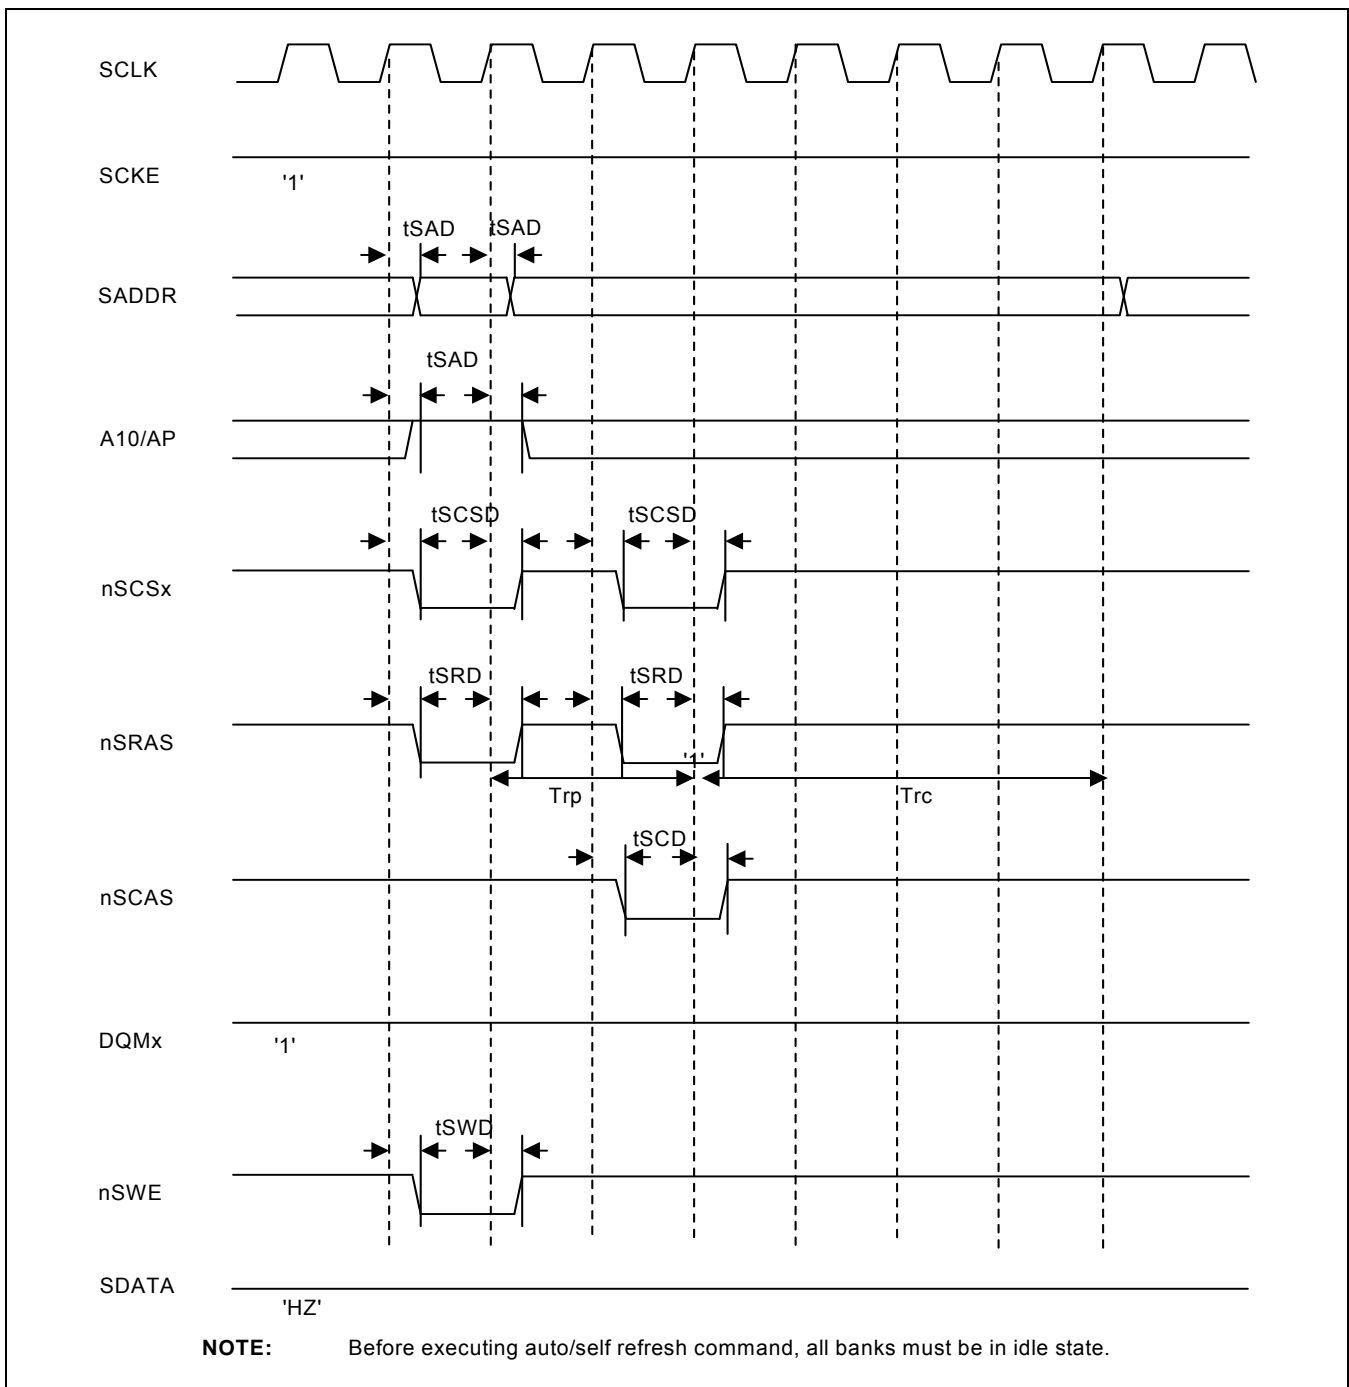 SCLK
SCKE
'1'
tSAD tSAD
SADDR
tSAD
A10/AP
tSCSD tSCSD
nSCSx
tSRD tSRD
nSRAS
'1'
Trp Trc
tSCD
nSCAS
DQMx
'1'
tSWD
nSWE
SDATA
'HZ'
NOTE: Before executing auto/self refresh command, all banks must be in idle state.